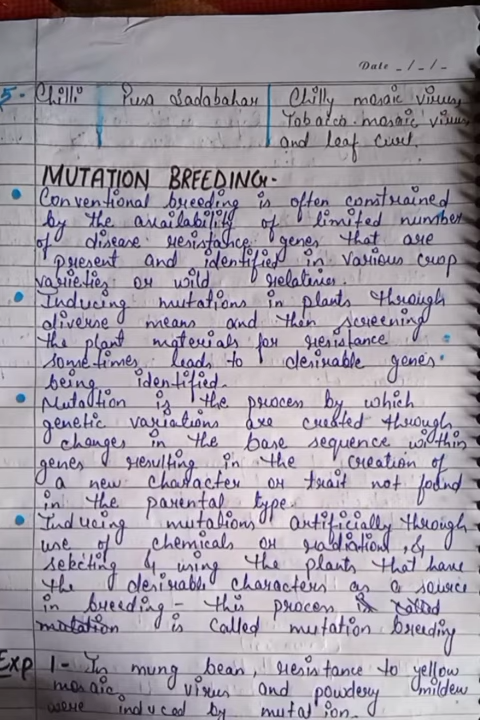 Date _/_/_
5- Chilli Pusa Sadabahar Chilly mosaic virus,
Tobacco mosaic virus
and leaf curl.
MUTATION BREEDING:-
Conventional breeding is often constrained
by the availability of limited number
of disease resistance genes that are
present and identified in various crop
varieties or wild relatives.
Inducing mutations in plants through
diverse means and then screening
the plant materials for resistance
sometimes leads to desirable genes
being identified.
Mutation is the process by which
genetic variations are created through
changes in the base sequence within
genes resulting in the creation of
a new character or trait not found
in the parental type.
Inducing mutations artificially through
use of chemicals or radiations, &
selecting & using the plants that have
the desirable characters as a source
in breeding - this process is called
mutation is called mutation breeding
Exp 1- In mung bean, resistance to yellow
mosaic virus and powdery mildew
were induced by mutation.